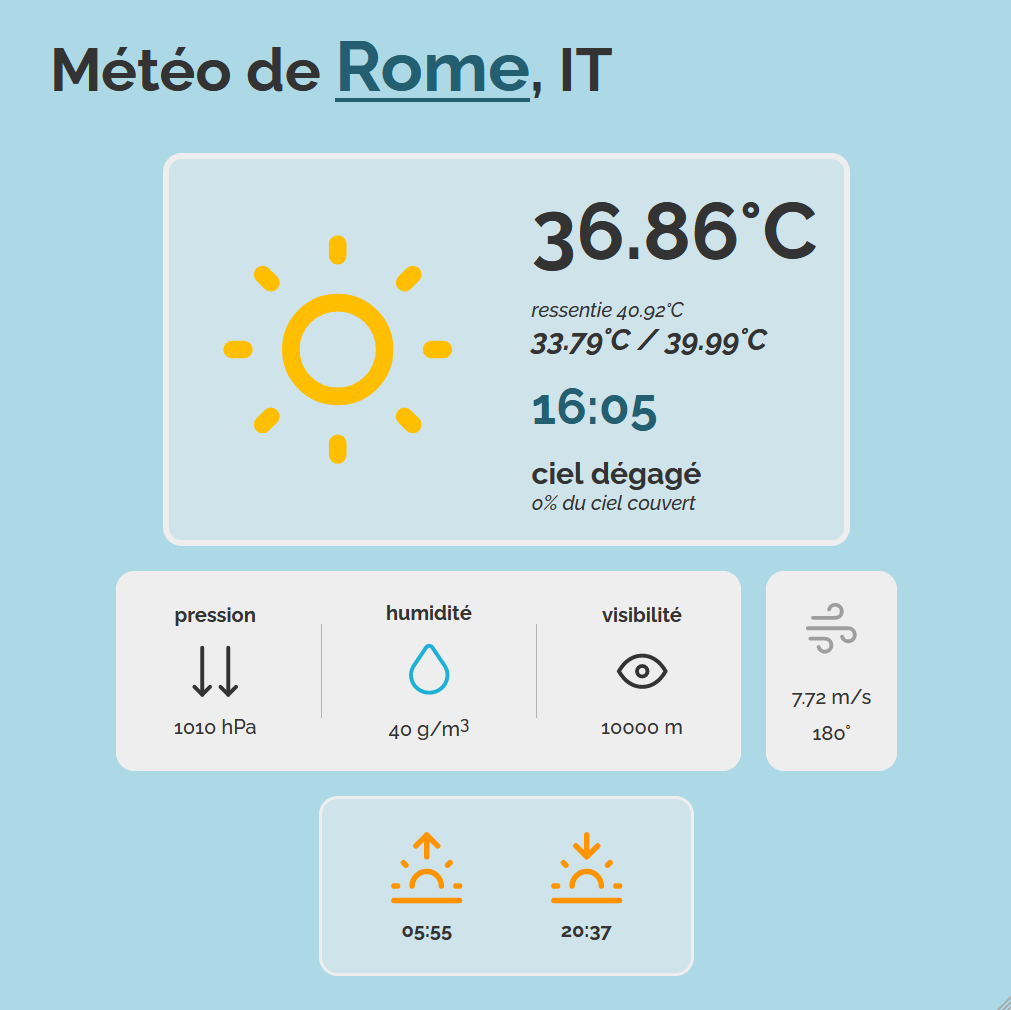 Météo de Rome, IT
36.86°C
ressentie 40.92°C
33.79°C / 39.99°C
16:05
ciel dégagé
0% du ciel couvert
pression
1010 hPa
humidité
40 g/m³
visibilité
10000 m
7.72 m/s
180°
05:55
20:37